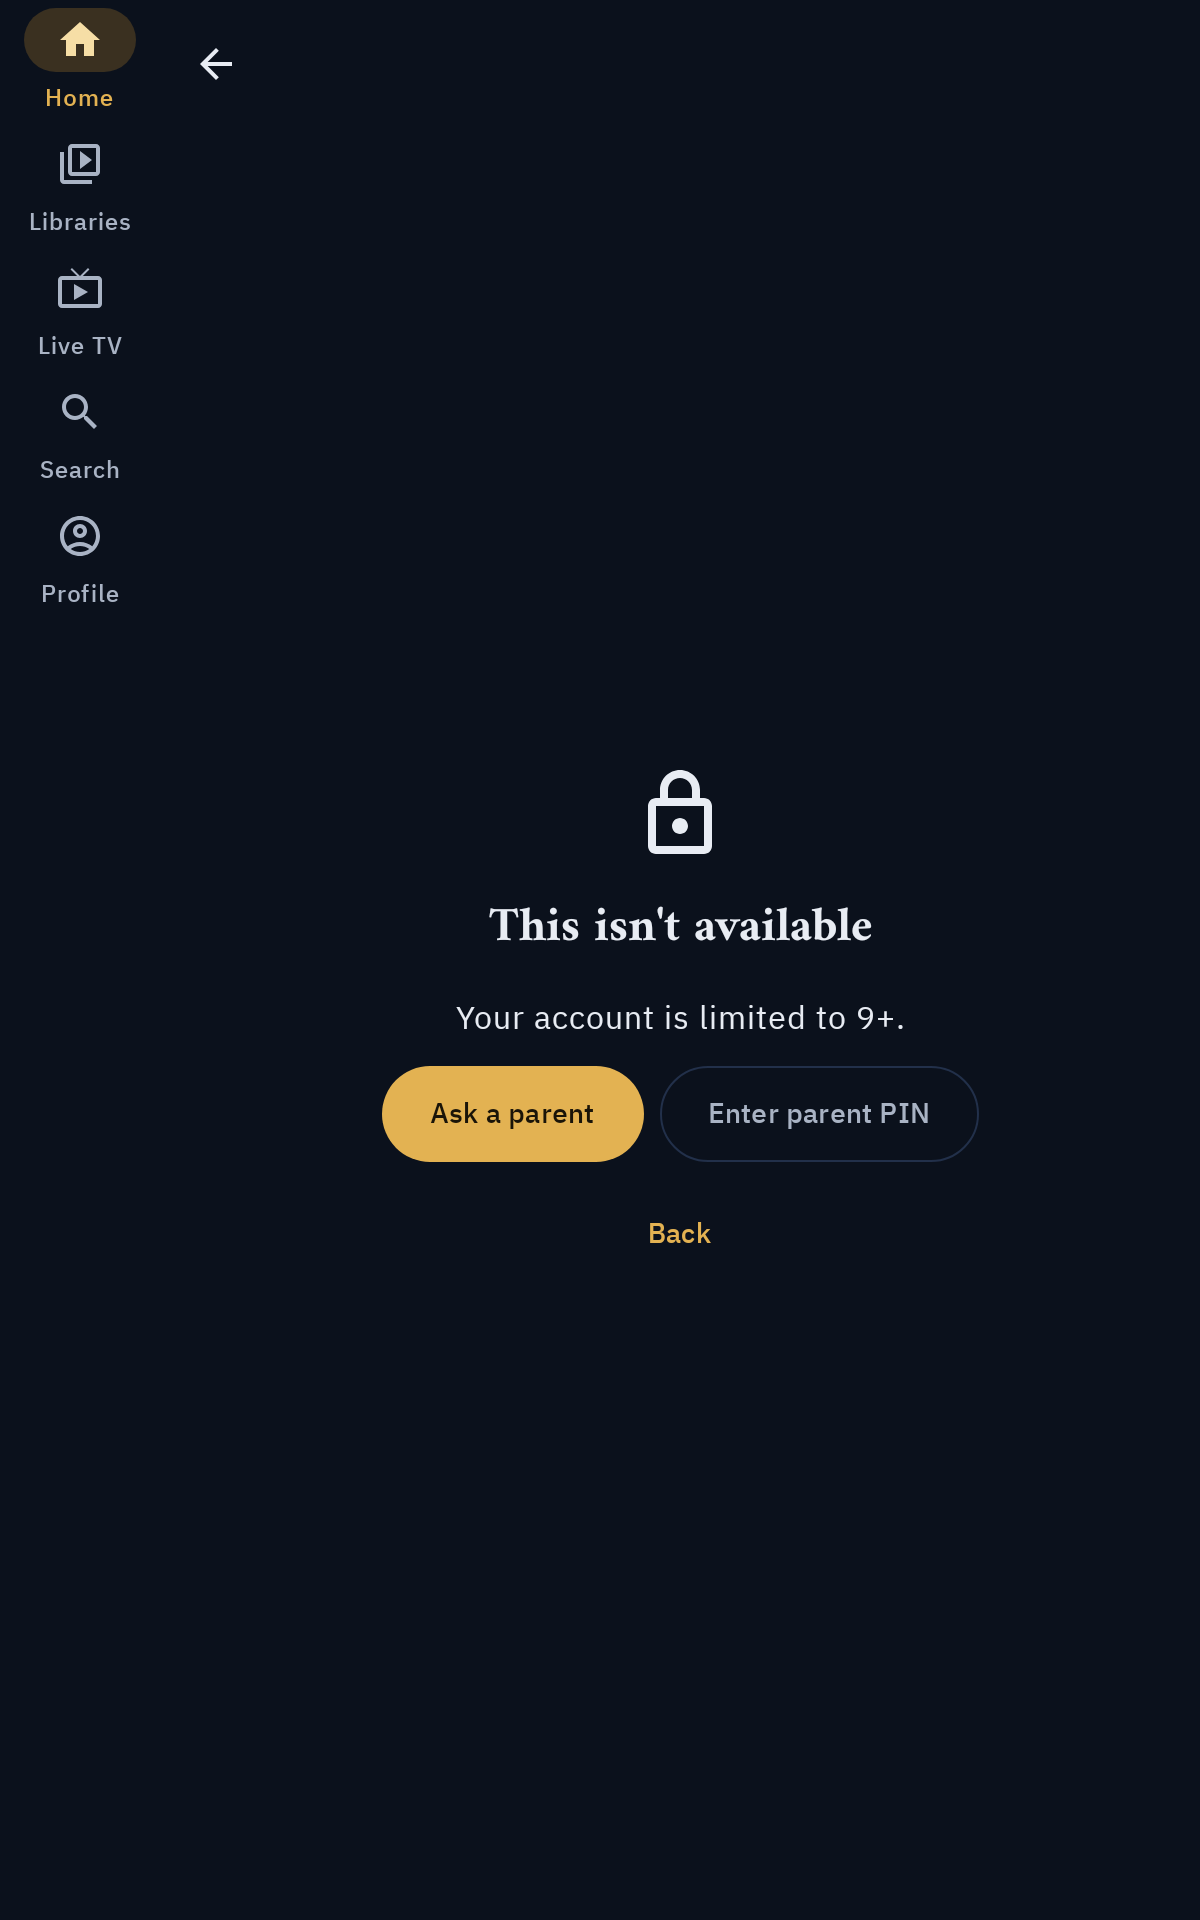 Home
Libraries
Live TV
Search
Profile
This isn't available
Your account is limited to 9+.
Ask a parent
Enter parent PIN
Back